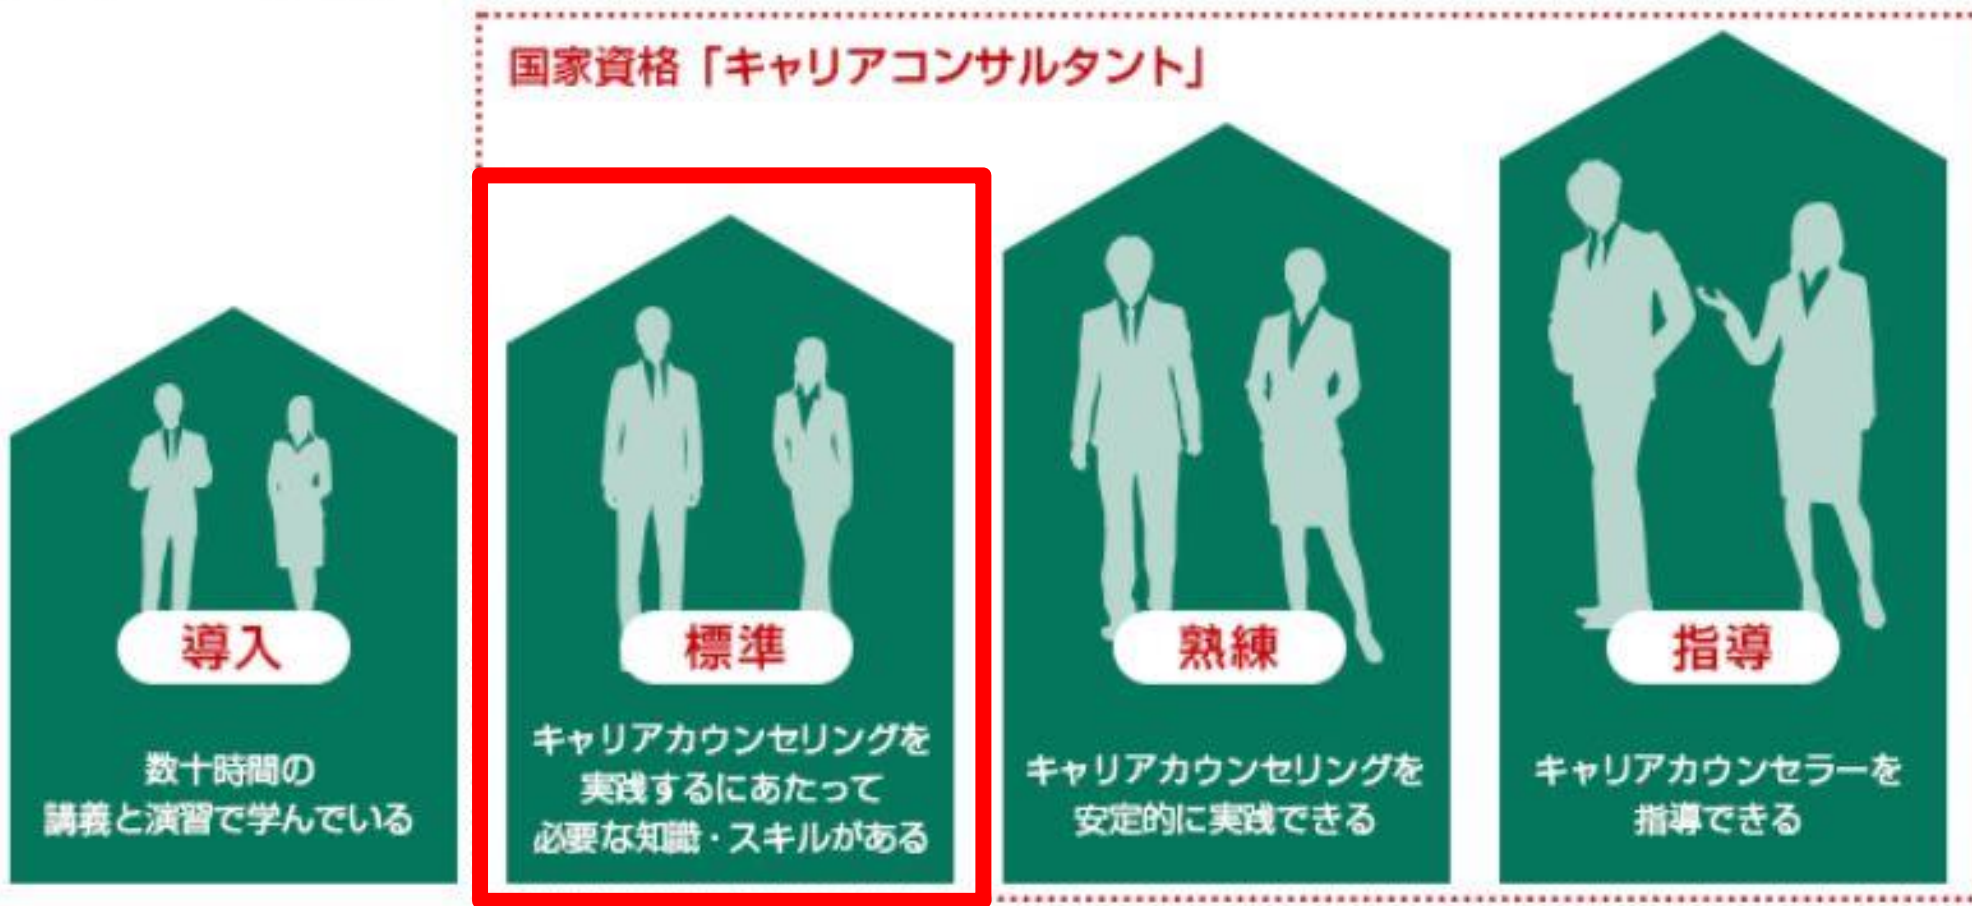 国家資格「キャリアコンサルタント」
導入
数十時間の
講義と演習で学んでいる
標準
キャリアカウンセリングを
実践するにあたって
必要な知識・スキルがある
熟練
キャリアカウンセリングを
安定的に実践できる
指導
キャリアカウンセラーを
指導できる